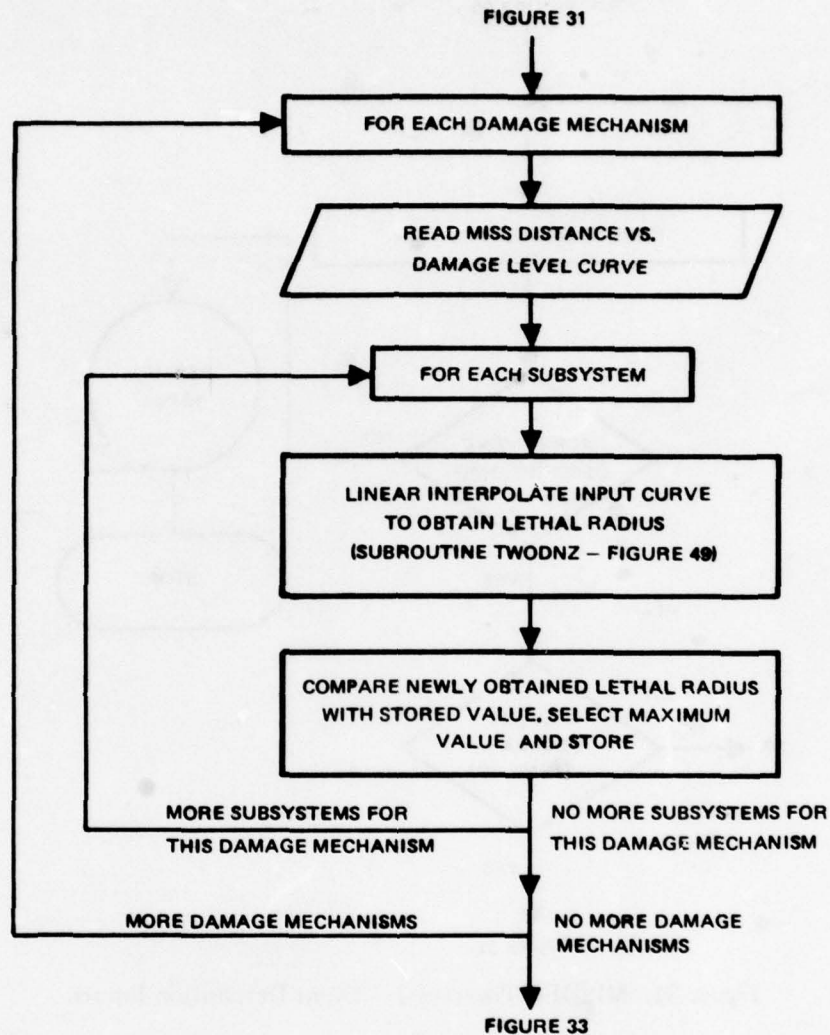 FIGURE 31
FOR EACH DAMAGE MECHANISM
READ MISS DISTANCE VS.
DAMAGE LEVEL CURVE
FOR EACH SUBSYSTEM
LINEAR INTERPOLATE INPUT CURVE
TO OBTAIN LETHAL RADIUS
(SUBROUTINE TWODNZ – FIGURE 49)
COMPARE NEWLY OBTAINED LETHAL RADIUS
WITH STORED VALUE. SELECT MAXIMUM
VALUE AND STORE
MORE SUBSYSTEMS FOR
THIS DAMAGE MECHANISM
NO MORE SUBSYSTEMS FOR
THIS DAMAGE MECHANISM
MORE DAMAGE MECHANISMS
NO MORE DAMAGE
MECHANISMS
FIGURE 33